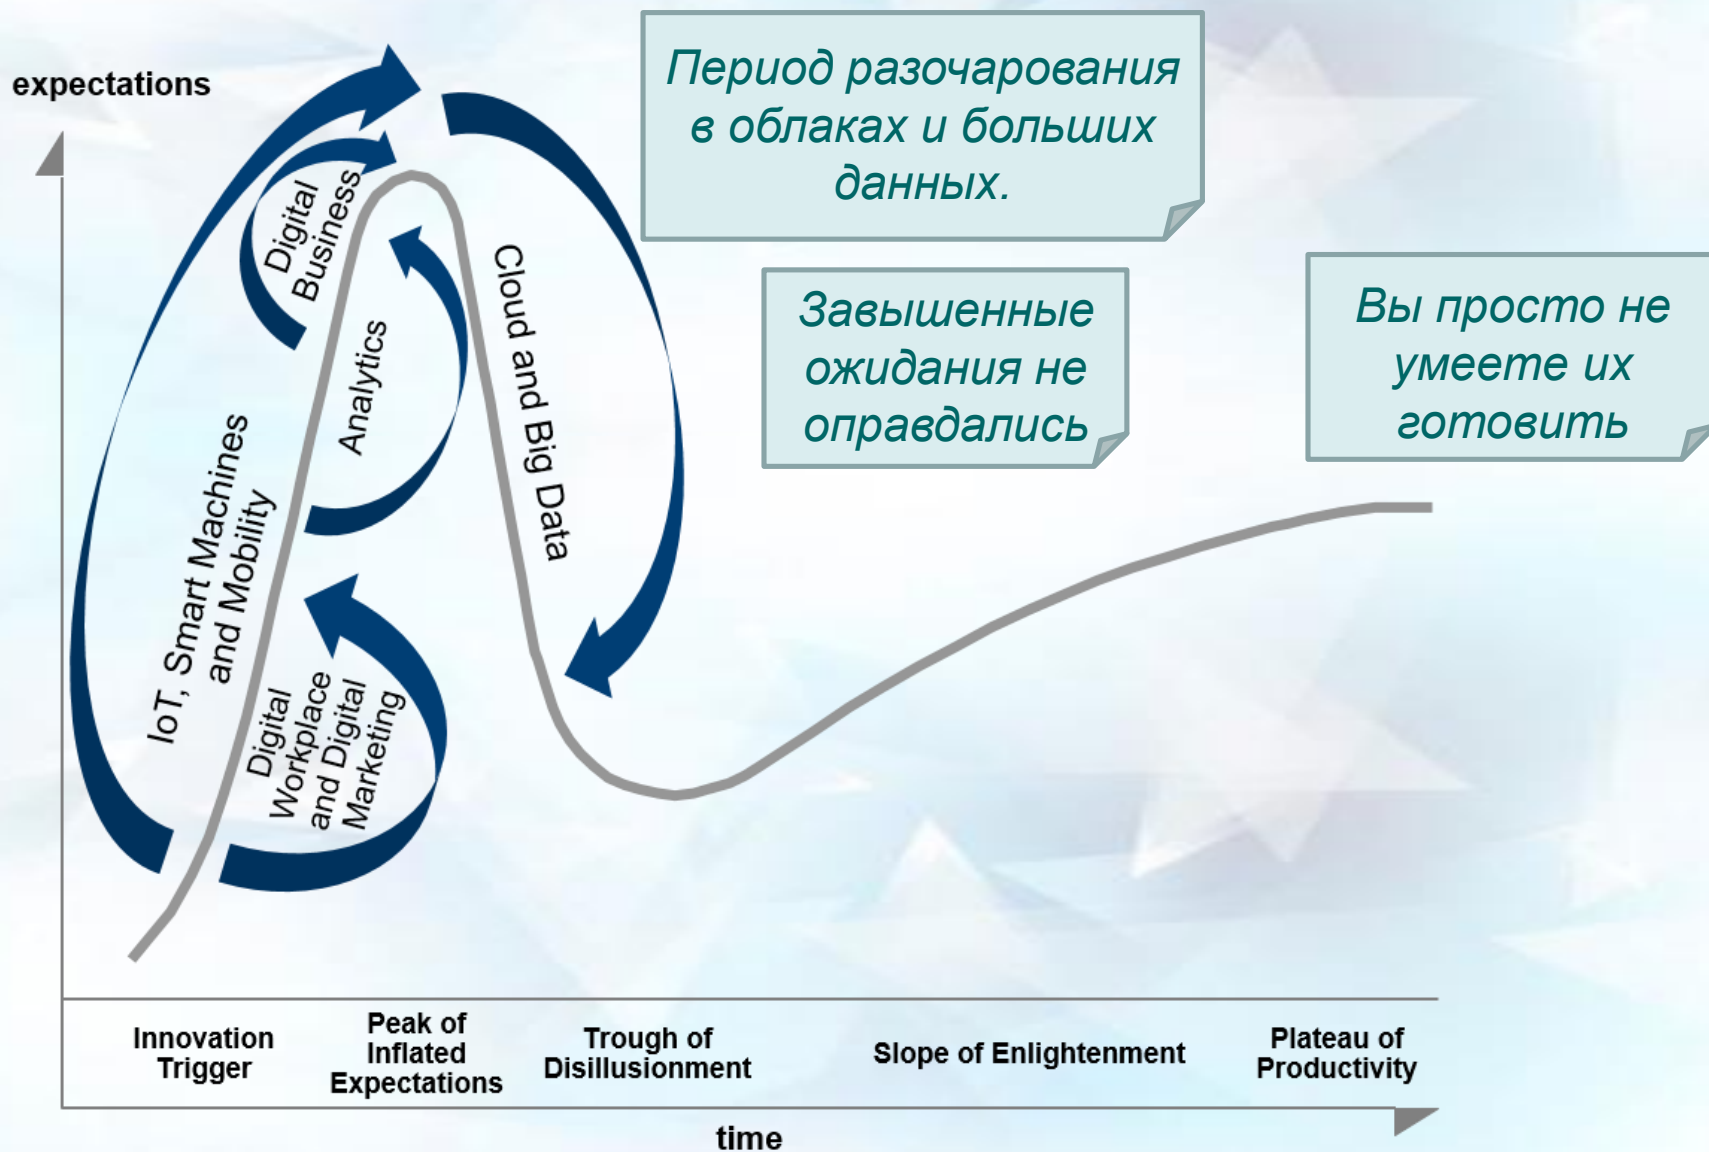 expectations
Период разочарования
в облаках и больших
данных.
Завышенные
ожидания не
оправдались
Вы просто не
умеете их
готовить
Digital
Business
Analytics
Cloud and Big Data
IoT, Smart Machines
and Mobility
Digital
Workplace
and Digital
Marketing
Innovation
Trigger
Peak of
Inflated
Expectations
Trough of
Disillusionment
Slope of Enlightenment
Plateau of
Productivity
time